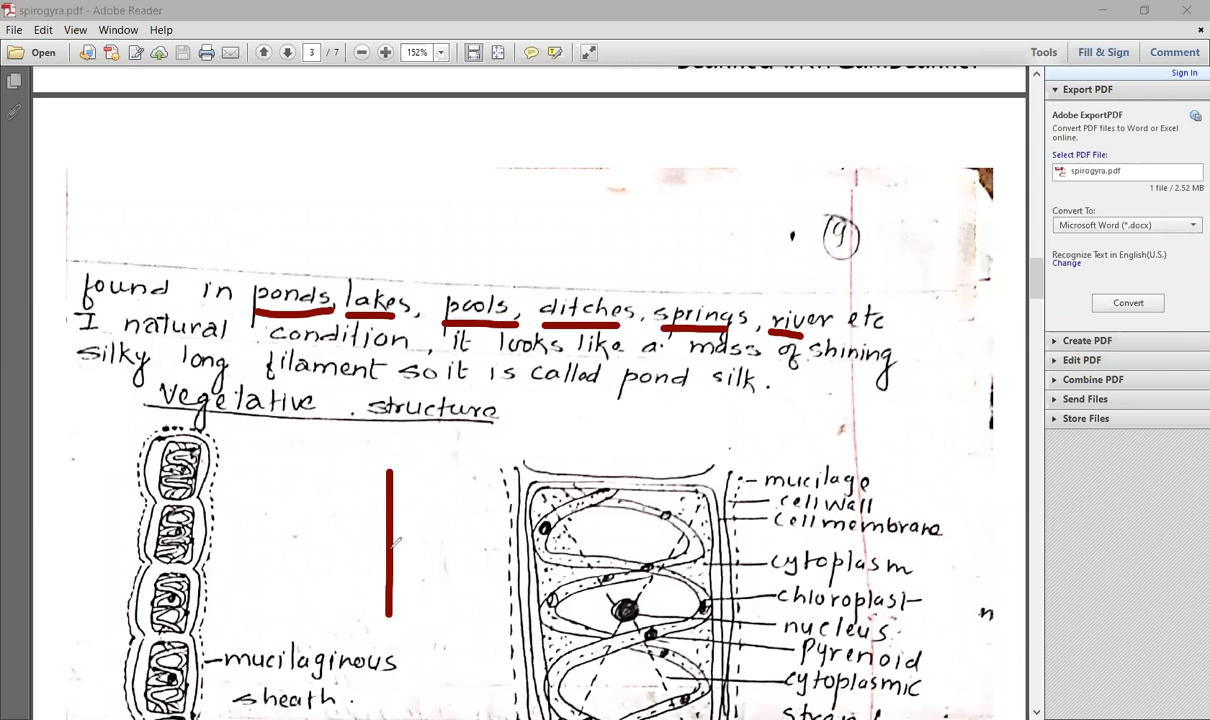 spirogyra.pdf - Adobe Reader
File Edit View Window Help
Open 3 / 7 152% Tools Fill & Sign Comment
Sign In
Export PDF
Adobe ExportPDF
Convert PDF files to Word or Excel
online.
Select PDF File:
spirogyra.pdf
1 file / 2.52 MB
Convert To:
Microsoft Word (*.docx)
Recognize Text in English(U.S.)
Change
Convert
Create PDF
Edit PDF
Combine PDF
Send Files
Store Files
Scanned with CamScanner
found in ponds, lakes, pools, ditches, springs, river etc
I natural condition, it looks like a mass of shining
silky long filament so it is called pond silk.
Vegetative structure
mucilage
cell wall
cell membrane
cytoplasm
chloroplast
nucleus
pyrenoid
cytoplasmic
mucilaginous
sheath.